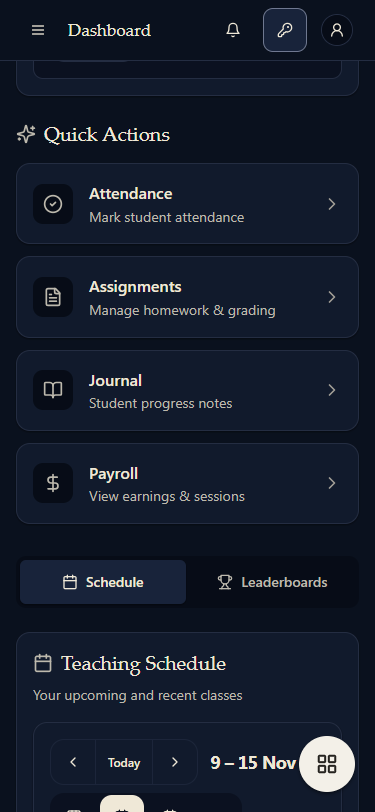 Dashboard
Quick Actions
Attendance
Mark student attendance
Assignments
Manage homework & grading
Journal
Student progress notes
Payroll
View earnings & sessions
Schedule
Leaderboards
Teaching Schedule
Your upcoming and recent classes
Today
9 – 15 Nov